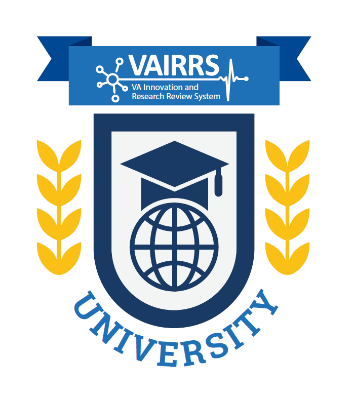 VAIRRS
VA Innovation and
Research Review System
UNIVERSITY